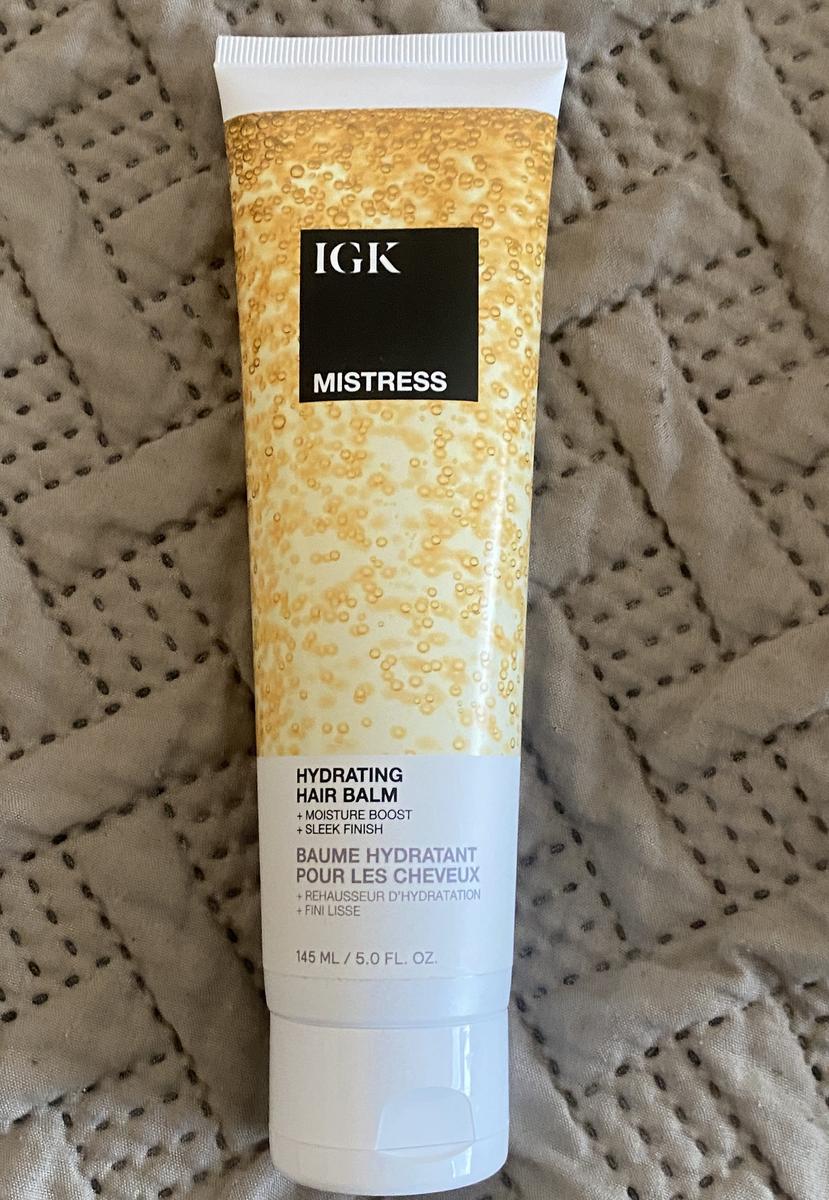 IGK
MISTRESS
HYDRATING
HAIR BALM
+ MOISTURE BOOST
+ SLEEK FINISH
BAUME HYDRATANT
POUR LES CHEVEUX
+ REHAUSSEUR D'HYDRATATION
+ FINI LISSE
145 ML / 5.0 FL. OZ.